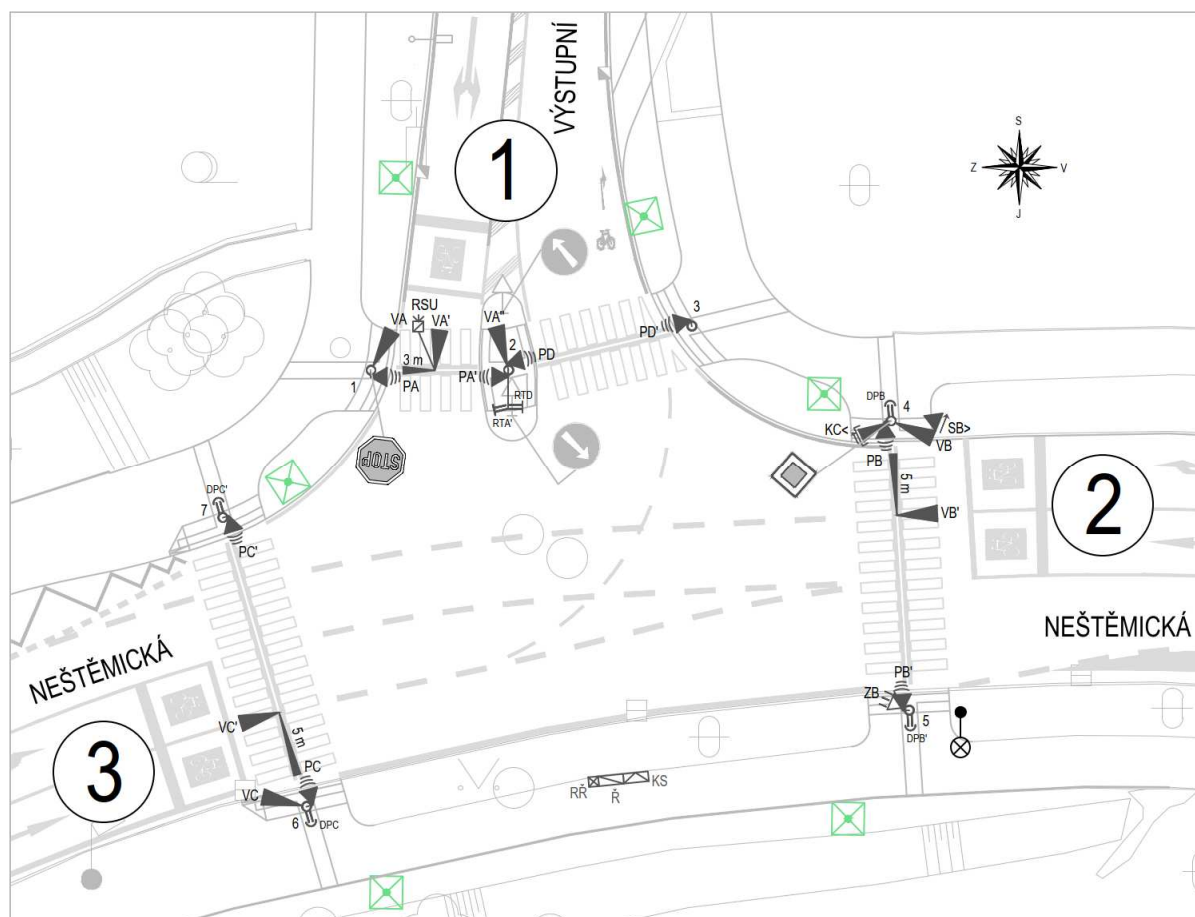 VÝSTUPNÍ
1
S
Z
V
J
RSU
VA
VA'
VA"
3
2
PD'
PD
3 m
PA'
PA
1
RTD
RTA'
DPB
4
KC<
SB>
VB
PB
STOP
5 m
VB'
2
DPC'
7
PC'
NEŠTĚMICKÁ
NEŠTĚMICKÁ
PB'
ZB
5
DPB'
VC'
5 m
PC
3
VC
6
DPC
RŘ
Ř
KS